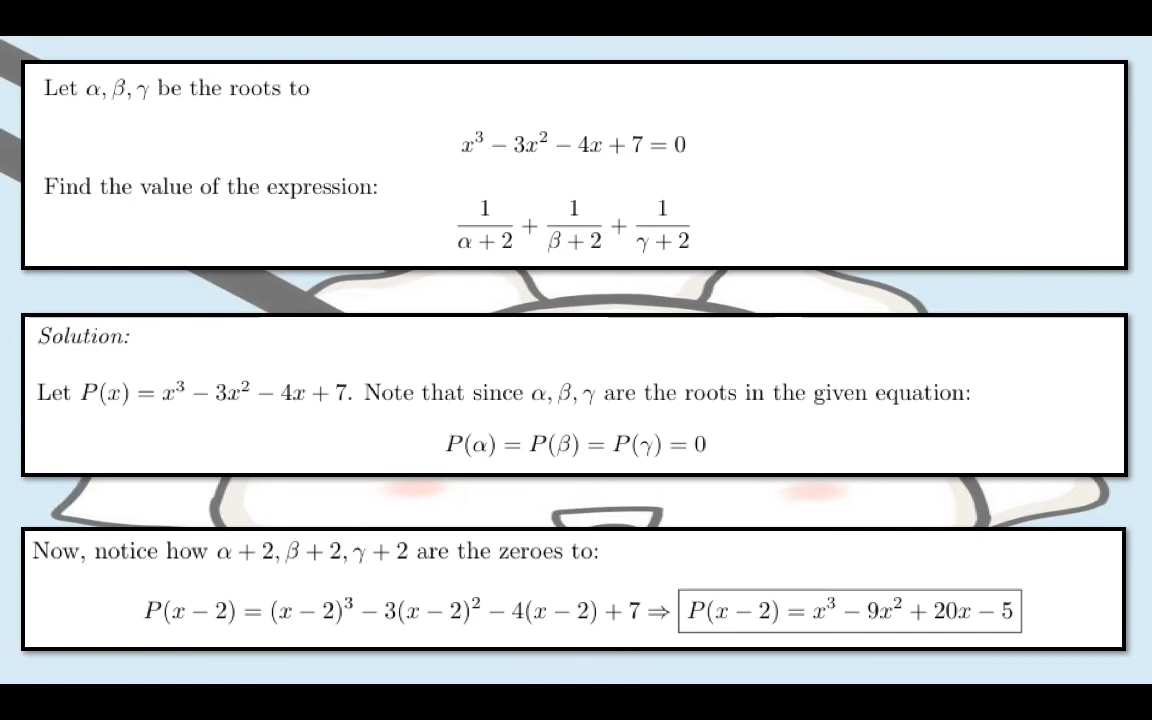 Let α, β, γ be the roots to
x³ − 3x² − 4x + 7 = 0
Find the value of the expression:
1/(α + 2) + 1/(β + 2) + 1/(γ + 2)
Solution:
Let P(x) = x³ − 3x² − 4x + 7. Note that since α, β, γ are the roots in the given equation:
P(α) = P(β) = P(γ) = 0
Now, notice how α + 2, β + 2, γ + 2 are the zeroes to:
P(x − 2) = (x − 2)³ − 3(x − 2)² − 4(x − 2) + 7 ⇒ P(x − 2) = x³ − 9x² + 20x − 5